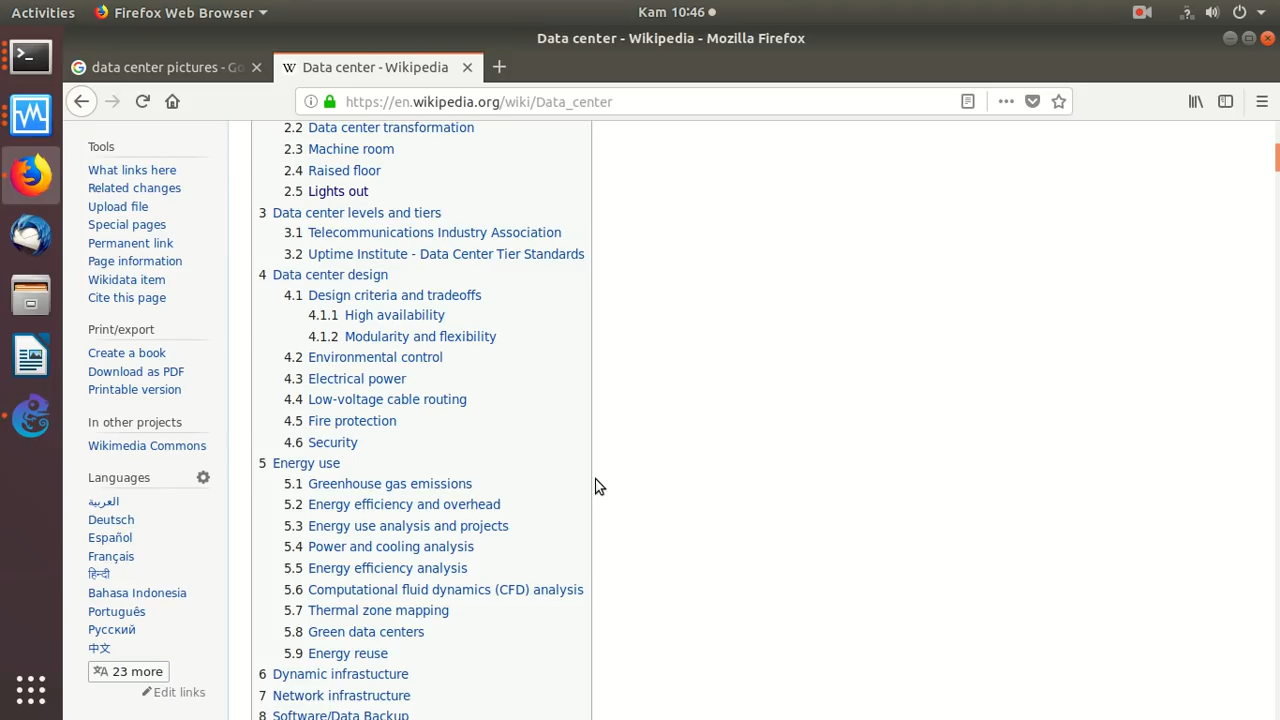 Activities
Firefox Web Browser
Kam 10:46
Data center - Wikipedia - Mozilla Firefox
data center pictures - Go
Data center - Wikipedia
https://en.wikipedia.org/wiki/Data_center
Tools
What links here
Related changes
Upload file
Special pages
Permanent link
Page information
Wikidata item
Cite this page
Print/export
Create a book
Download as PDF
Printable version
In other projects
Wikimedia Commons
Languages
العربية
Deutsch
Español
Français
हिन्दी
Bahasa Indonesia
Português
Русский
中文
23 more
Edit links
2.2 Data center transformation
2.3 Machine room
2.4 Raised floor
2.5 Lights out
3 Data center levels and tiers
3.1 Telecommunications Industry Association
3.2 Uptime Institute - Data Center Tier Standards
4 Data center design
4.1 Design criteria and tradeoffs
4.1.1 High availability
4.1.2 Modularity and flexibility
4.2 Environmental control
4.3 Electrical power
4.4 Low-voltage cable routing
4.5 Fire protection
4.6 Security
5 Energy use
5.1 Greenhouse gas emissions
5.2 Energy efficiency and overhead
5.3 Energy use analysis and projects
5.4 Power and cooling analysis
5.5 Energy efficiency analysis
5.6 Computational fluid dynamics (CFD) analysis
5.7 Thermal zone mapping
5.8 Green data centers
5.9 Energy reuse
6 Dynamic infrastucture
7 Network infrastructure
8 Software/Data Backup